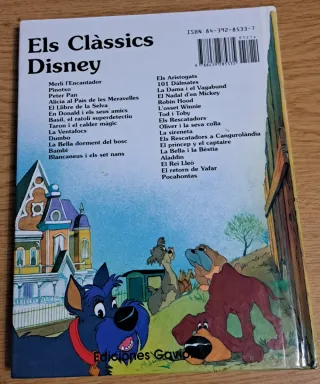 ISBN 84-392-8533-7
Els Clàssics
Disney
Merlí l'Encantador
Pinotxo
Peter Pan
Alícia al País de les Meravelles
El Llibre de la Selva
En Donald i els seus amics
Basil, el ratolí superdetectiu
Taron i el calder màgic
La Ventafocs
Dumbo
La Bella dorment del bosc
Bambi
Blancaneus i els set nans
Els Aristogats
101 Dàlmates
La Dama i el Vagabund
El Nadal d'en Mickey
Robin Hood
L'osset Winnie
Tod i Toby
Els Rescatadors
Oliver i la seva colla
La sireneta
Els Rescatadors a Cangurolàndia
El príncep y el captaire
La Bella i la Bèstia
Aladdin
El Rei Lleó
El retorn de Yafar
Pocahontas
Ediciones Gaviota